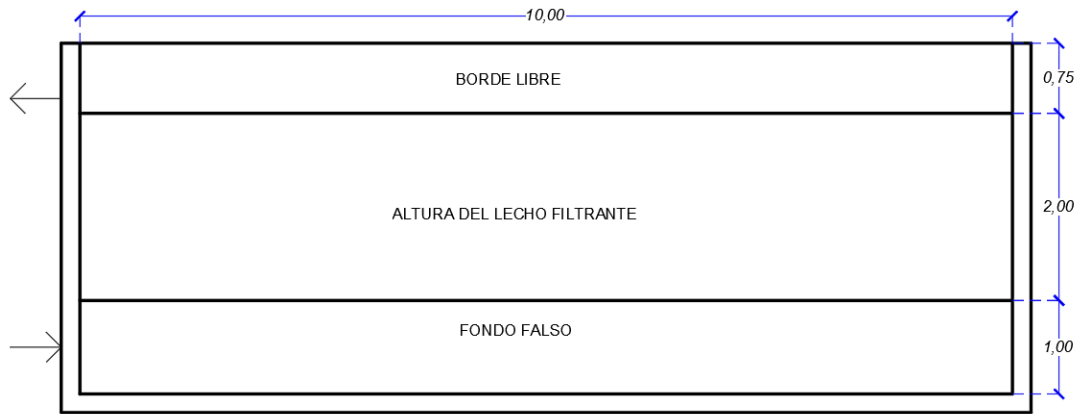 10,00
BORDE LIBRE
0,75
ALTURA DEL LECHO FILTRANTE
2,00
FONDO FALSO
1,00